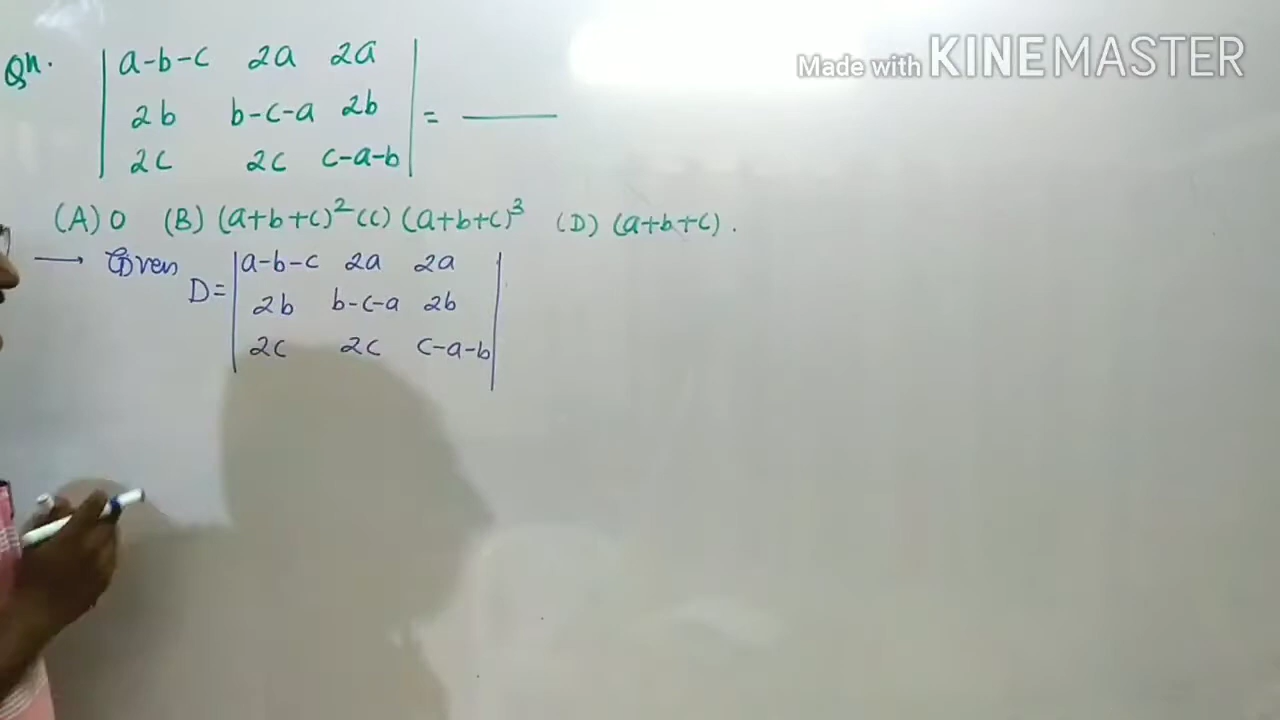 Made with KINEMASTER
Qn. | a-b-c 2a 2a |
| 2b b-c-a 2b | = ______
| 2c 2c c-a-b |
(A) 0 (B) (a+b+c)² (C) (a+b+c)³ (D) (a+b+c).
→ Given D = | a-b-c 2a 2a |
| 2b b-c-a 2b |
| 2c 2c c-a-b |